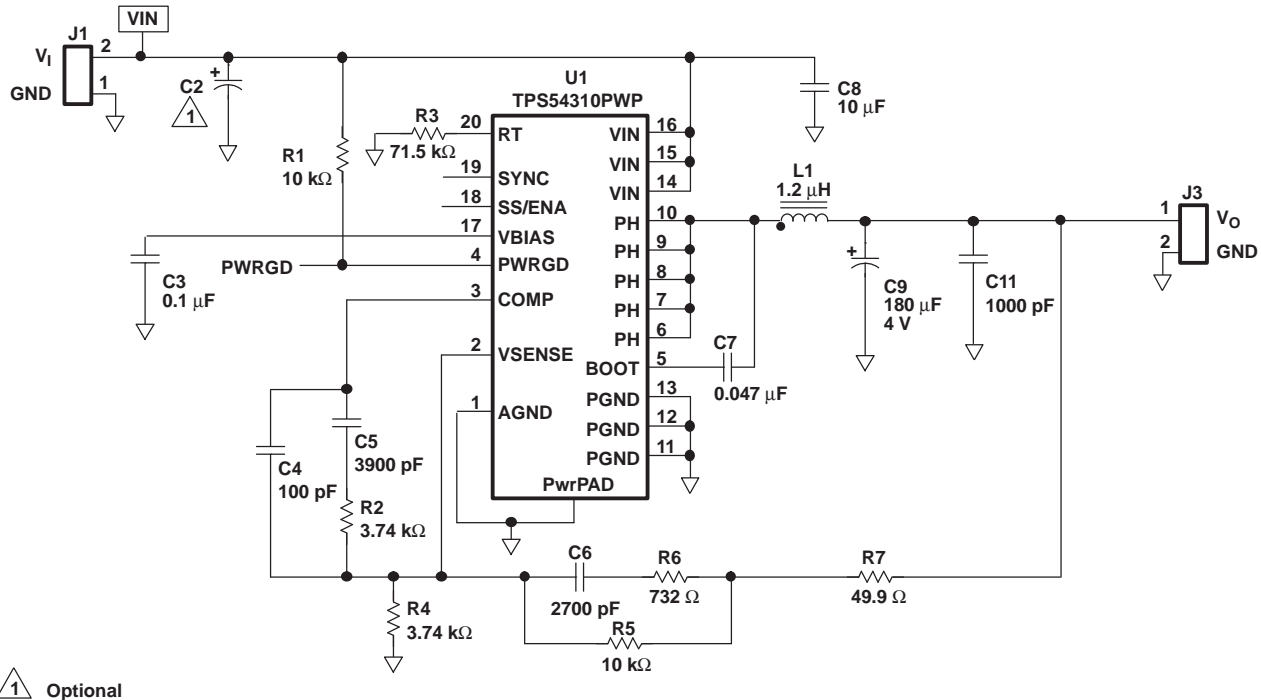 VIN
J1
V_I 2
GND 1
C2
+
1
R1
10 kΩ
C3
0.1 µF
PWRGD
R3
71.5 kΩ
U1
TPS54310PWP
20 RT
19 SYNC
18 SS/ENA
17 VBIAS
4 PWRGD
3 COMP
2 VSENSE
1 AGND
VIN 16
VIN 15
VIN 14
PH 10
PH 9
PH 8
PH 7
PH 6
BOOT 5
PGND 13
PGND 12
PGND 11
PwrPAD
C8
10 µF
L1
1.2 µH
C7
0.047 µF
+
C9
180 µF
4 V
C11
1000 pF
J3
1 V_O
2 GND
C4
100 pF
C5
3900 pF
R2
3.74 kΩ
R4
3.74 kΩ
C6
2700 pF
R6
732 Ω
R5
10 kΩ
R7
49.9 Ω
1 Optional